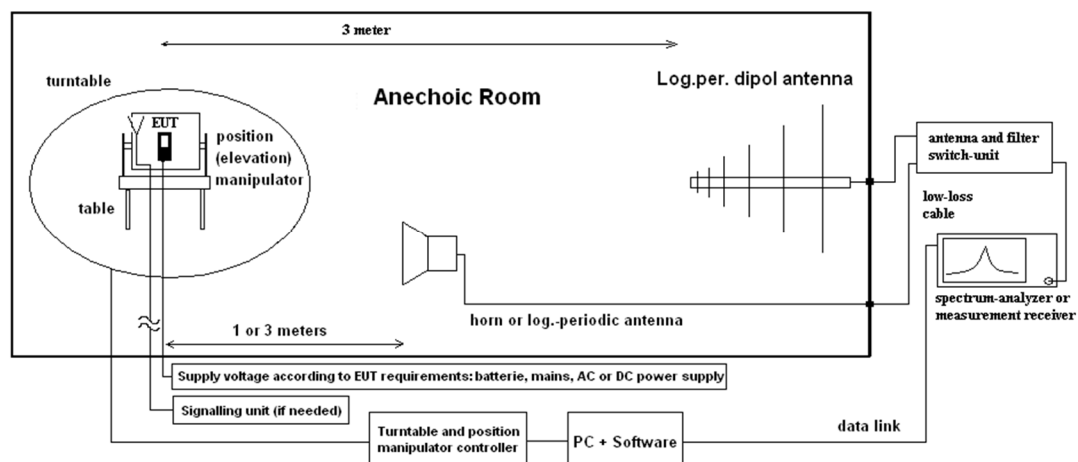 3 meter
turntable
Log.per. dipol antenna
Anechoic Room
EUT
position
(elevation)
manipulator
table
antenna and filter
switch-unit
low-loss
cable
spectrum-analyzer or
measurement receiver
horn or log.-periodic antenna
1 or 3 meters
Supply voltage according to EUT requirements: batterie, mains, AC or DC power supply
Signalling unit (if needed)
Turntable and position
manipulator controller
PC + Software
data link